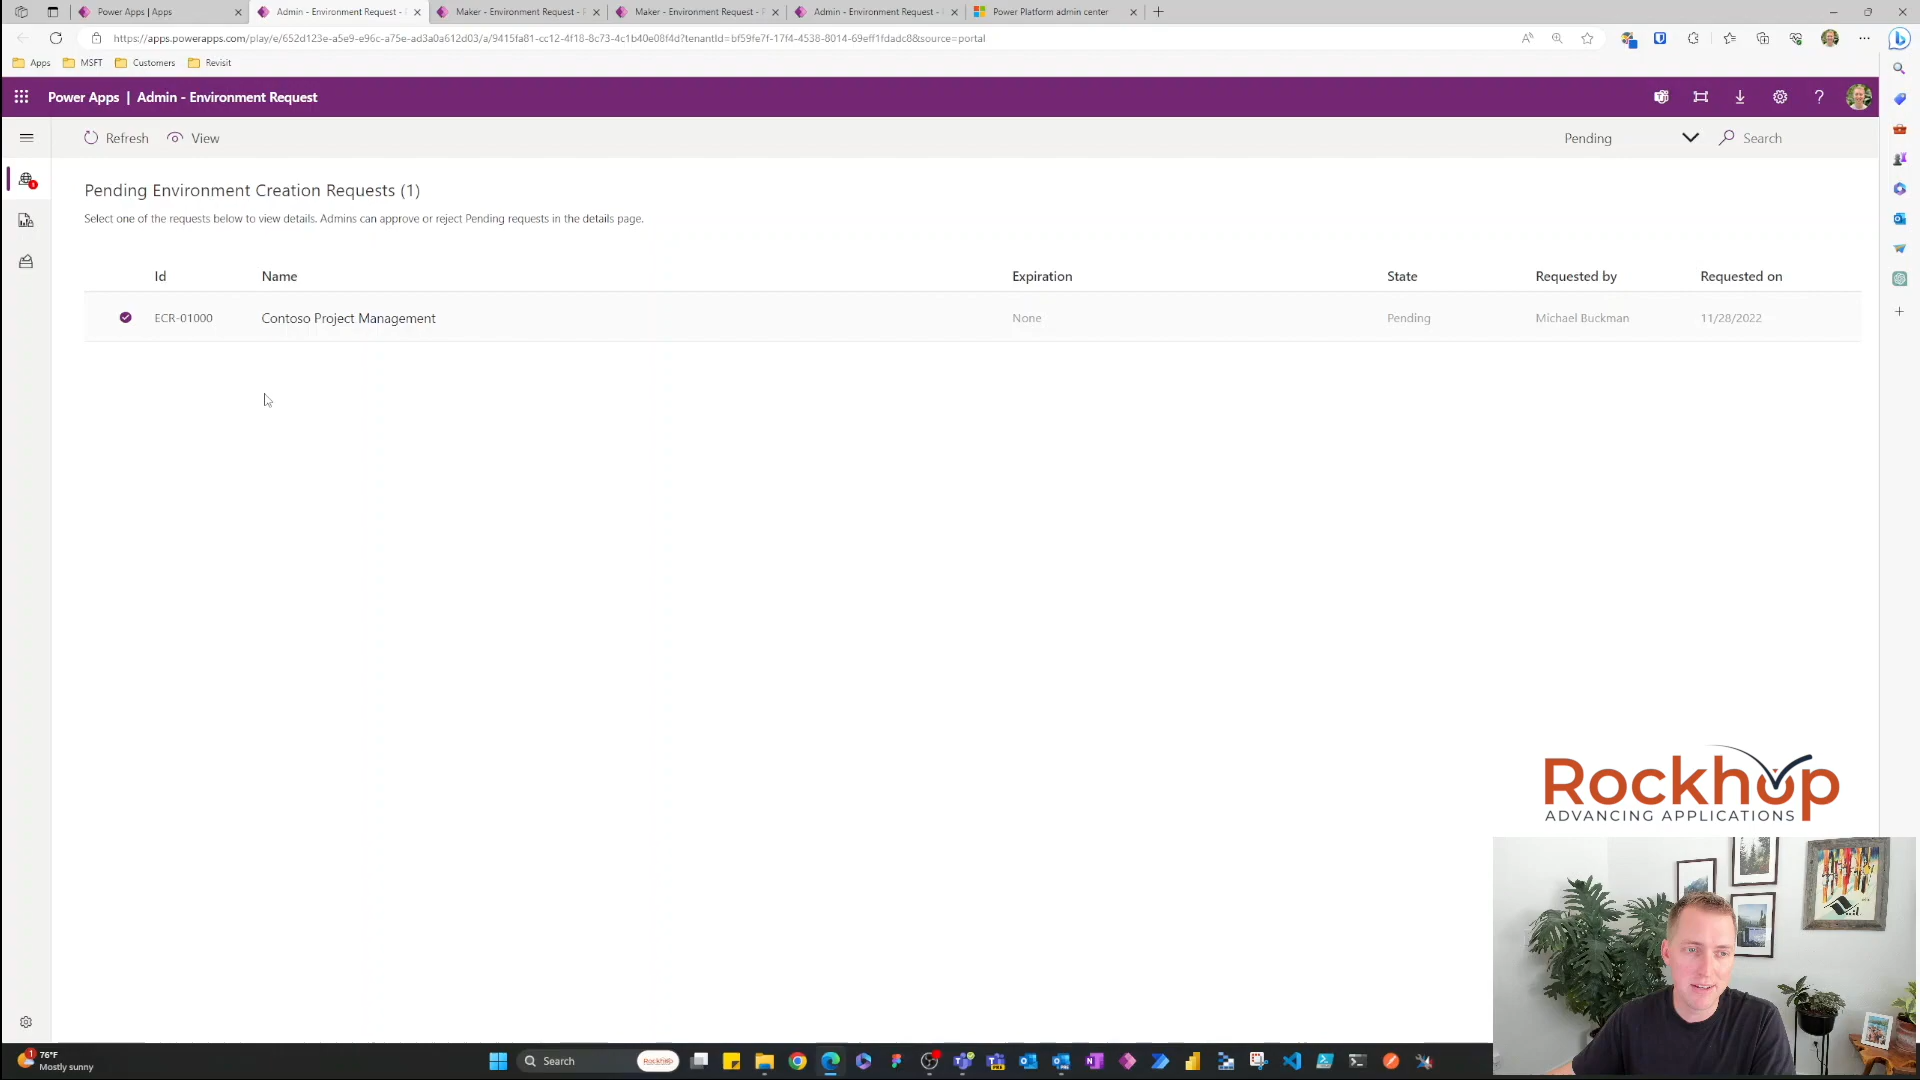 Power Apps | Apps
Admin - Environment Request -
Maker - Environment Request -
Maker - Environment Request -
Admin - Environment Request -
Power Platform admin center
https://apps.powerapps.com/play/e/652d123e-a5e9-e96c-a75e-ad3a0a612d03/a/9415fa81-cc12-4f18-8c73-4c1b40e08f4d?tenantId=bf59fe7f-17f4-4538-8014-69eff1fdadc8&source=portal
Apps
MSFT
Customers
Revisit
Power Apps | Admin - Environment Request
Refresh
View
Pending
Search
Pending Environment Creation Requests (1)
Select one of the requests below to view details. Admins can approve or reject Pending requests in the details page.
Id Name Expiration State Requested by Requested on
ECR-01000 Contoso Project Management None Pending Michael Buckman 11/28/2022
Rockhop
ADVANCING APPLICATIONS
1
76°F
Mostly sunny
Search
Rockhop